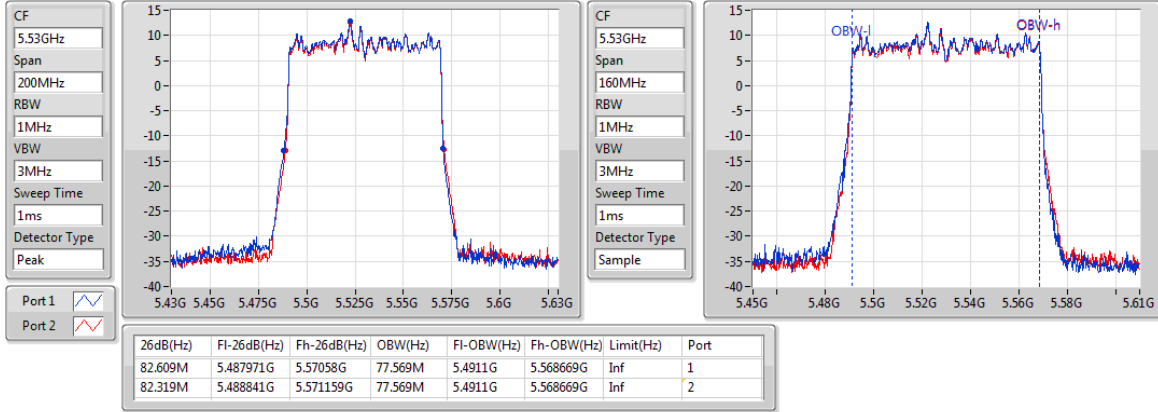 CF
5.53GHz
Span
200MHz
RBW
1MHz
VBW
3MHz
Sweep Time
1ms
Detector Type
Peak
Port 1
Port 2
15
10
5
0
-5
-10
-15
-20
-25
-30
-35
-40
5.43G 5.45G 5.475G 5.5G 5.525G 5.55G 5.575G 5.6G 5.63G
CF
5.53GHz
Span
160MHz
RBW
1MHz
VBW
3MHz
Sweep Time
1ms
Detector Type
Sample
15
10
5
0
-5
-10
-15
-20
-25
-30
-35
-40
OBW-l
OBW-h
5.45G 5.48G 5.5G 5.52G 5.54G 5.56G 5.58G 5.61G
26dB(Hz) Fl-26dB(Hz) Fh-26dB(Hz) OBW(Hz) Fl-OBW(Hz) Fh-OBW(Hz) Limit(Hz) Port
82.609M 5.487971G 5.57058G 77.569M 5.4911G 5.568669G Inf 1
82.319M 5.488841G 5.571159G 77.569M 5.4911G 5.568669G Inf 2